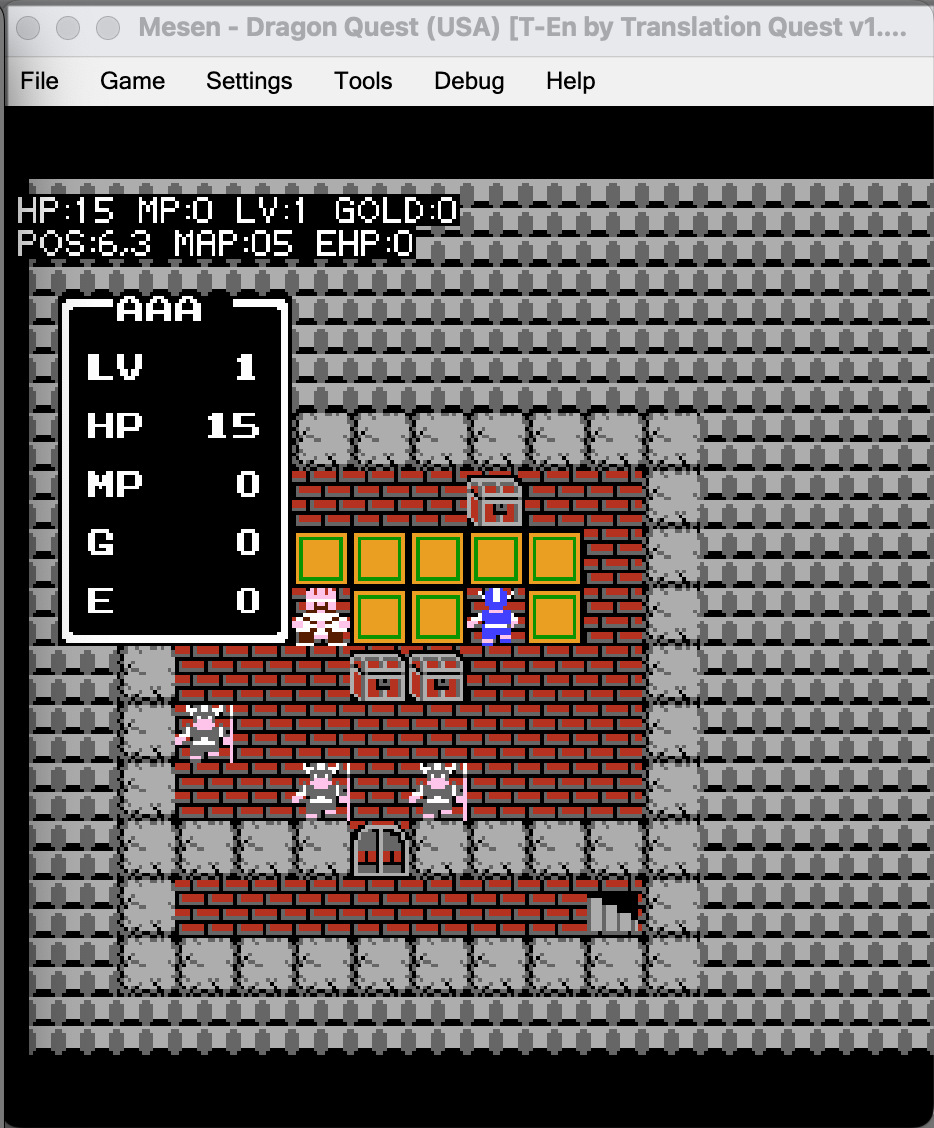 Mesen - Dragon Quest (USA) [T-En by Translation Quest v1....
File Game Settings Tools Debug Help
HP:15 MP:0 LV:1 GOLD:0
POS:6,3 MAP:05 EHP:0
AAA
LV 1
HP 15
MP 0
G 0
E 0